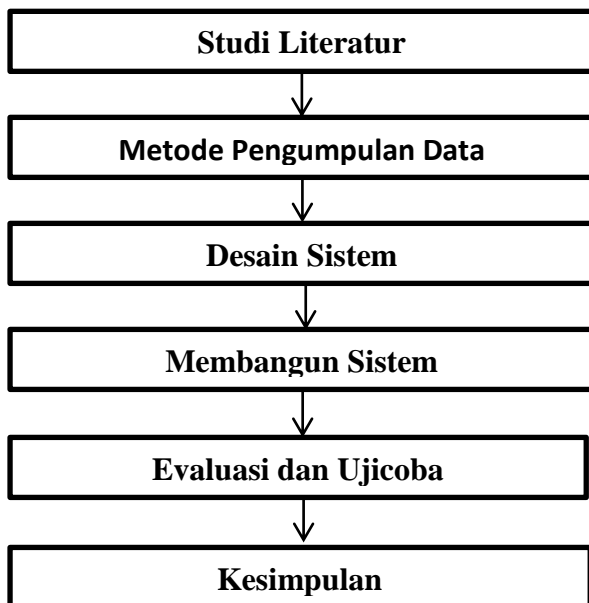 Studi Literatur
Metode Pengumpulan Data
Desain Sistem
Membangun Sistem
Evaluasi dan Ujicoba
Kesimpulan